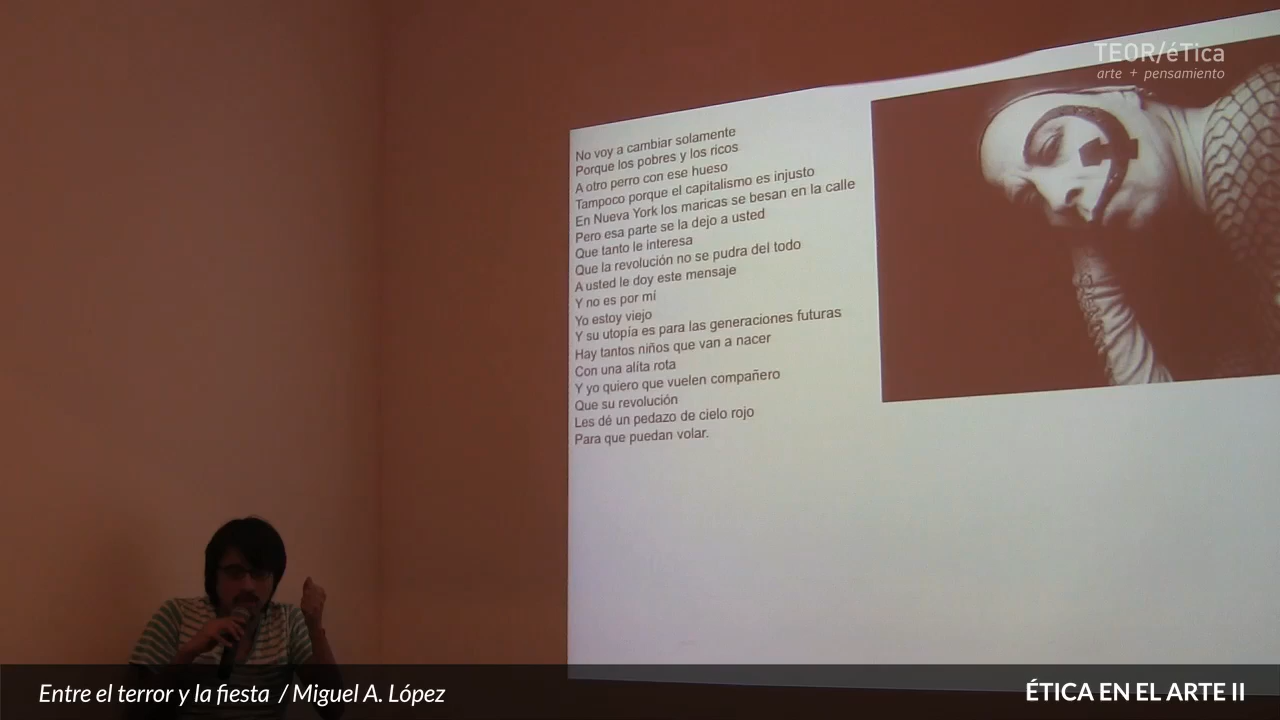 TEOR/éTica
arte + pensamiento
No voy a cambiar solamente
Porque los pobres y los ricos
A otro perro con ese hueso
Tampoco porque el capitalismo es injusto
En Nueva York los maricas se besan en la calle
Pero esa parte se la dejo a usted
Que tanto le interesa
Que la revolución no se pudra del todo
A usted le doy este mensaje
Y no es por mí
Yo estoy viejo
Y su utopía es para las generaciones futuras
Hay tantos niños que van a nacer
Con una alíta rota
Y yo quiero que vuelen compañero
Que su revolución
Les dé un pedazo de cielo rojo
Para que puedan volar.
Entre el terror y la fiesta / Miguel A. López
ÉTICA EN EL ARTE II